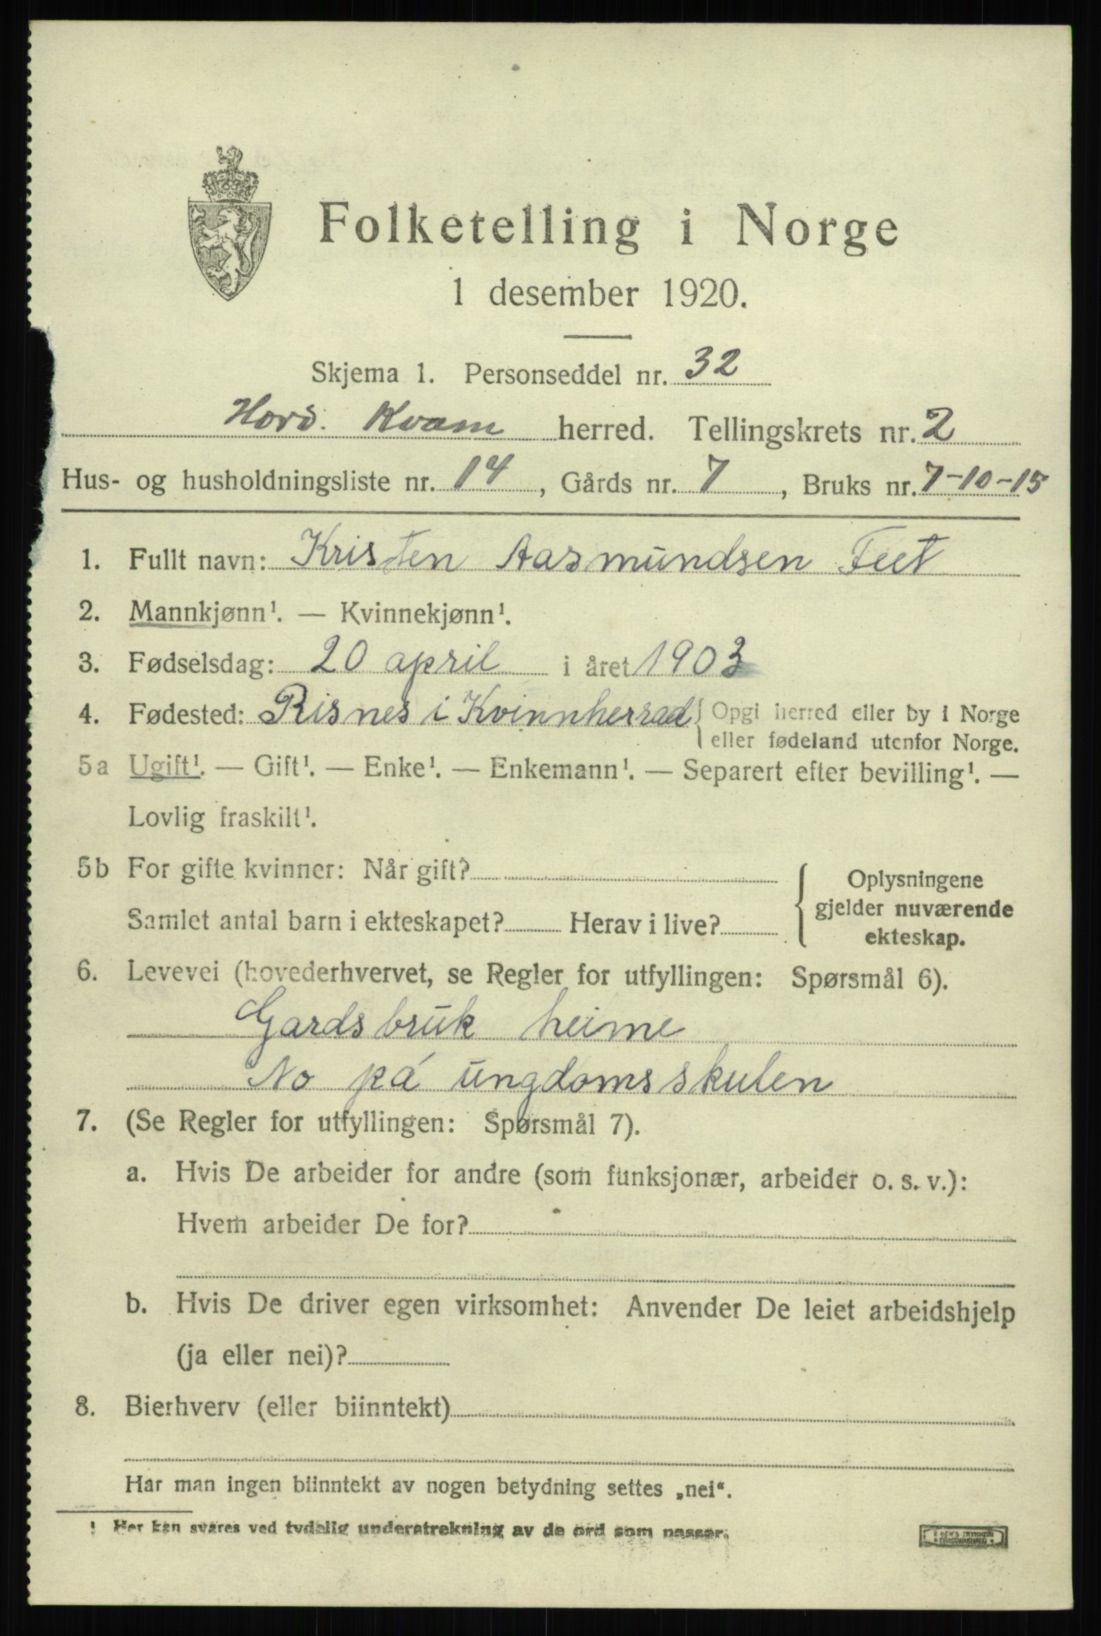 Folketelling i Norge
1 desember 1920.
Skjema 1. Personseddel nr. 32
Hord. Kvam herred. Tellingskrets nr. 2
Hus- og husholdningsliste nr. 14, Gårds nr. 7, Bruks nr. 7-10-15
1. Fullt navn: Kristen Aasmundsen Feet
2. Mannkjønn¹. — Kvinnekjønn¹.
3. Fødselsdag: 20 april i året 1903
4. Fødested: Risnes i Kvinnherrad { Opgi herred eller by i Norge
eller fødeland utenfor Norge.
5a Ugift¹. — Gift¹. — Enke¹. — Enkemann¹. — Separert efter bevilling¹. —
Lovlig fraskilt¹.
5b For gifte kvinner: Når gift?
Samlet antal barn i ekteskapet? Herav i live?
Oplysningene
gjelder nuværende
ekteskap.
6. Levevei (hovederhvervet, se Regler for utfyllingen: Spørsmål 6).
Gardsbruk heime
No på ungdomsskulen
7. (Se Regler for utfyllingen: Spørsmål 7).
a. Hvis De arbeider for andre (som funksjonær, arbeider o. s. v.):
Hvem arbeider De for?
b. Hvis De driver egen virksomhet: Anvender De leiet arbeidshjelp
(ja eller nei)?
8. Bierhverv (eller biinntekt)
Har man ingen biinntekt av nogen betydning settes „nei“.
¹ Her kan svares ved tydelig understrekning av de ord som passer.